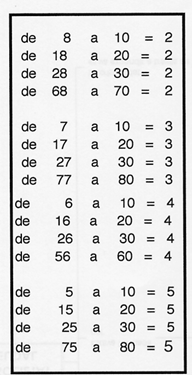 de 8 a 10 = 2
de 18 a 20 = 2
de 28 a 30 = 2
de 68 a 70 = 2
de 7 a 10 = 3
de 17 a 20 = 3
de 27 a 30 = 3
de 77 a 80 = 3
de 6 a 10 = 4
de 16 a 20 = 4
de 26 a 30 = 4
de 56 a 60 = 4
de 5 a 10 = 5
de 15 a 20 = 5
de 25 a 30 = 5
de 75 a 80 = 5